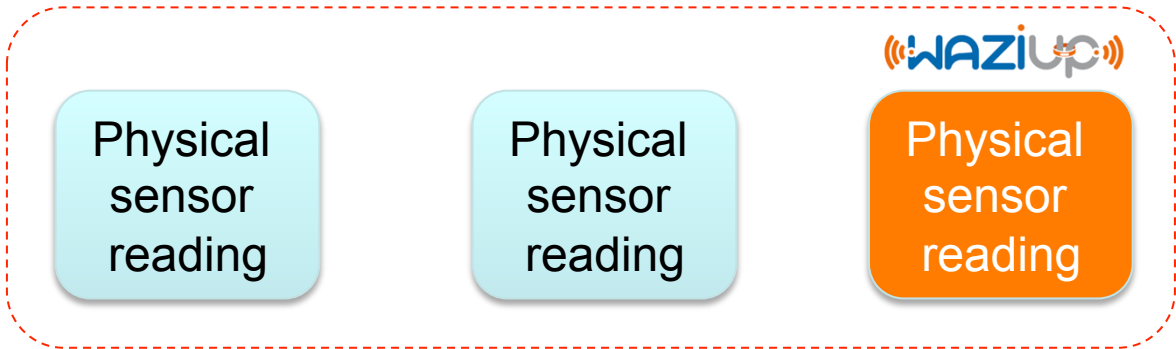 WAZIUP
Physical
sensor
reading
Physical
sensor
reading
Physical
sensor
reading